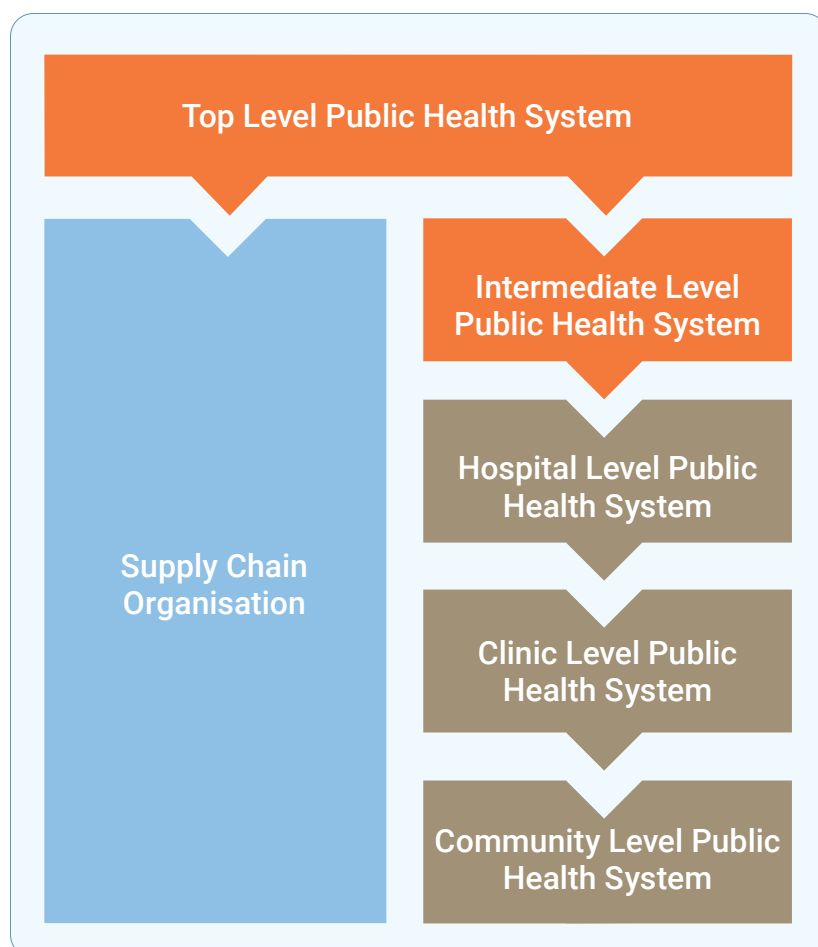 Top Level Public Health System
Intermediate Level
Public Health System
Hospital Level Public
Health System
Supply Chain
Organisation
Clinic Level Public
Health System
Community Level Public
Health System